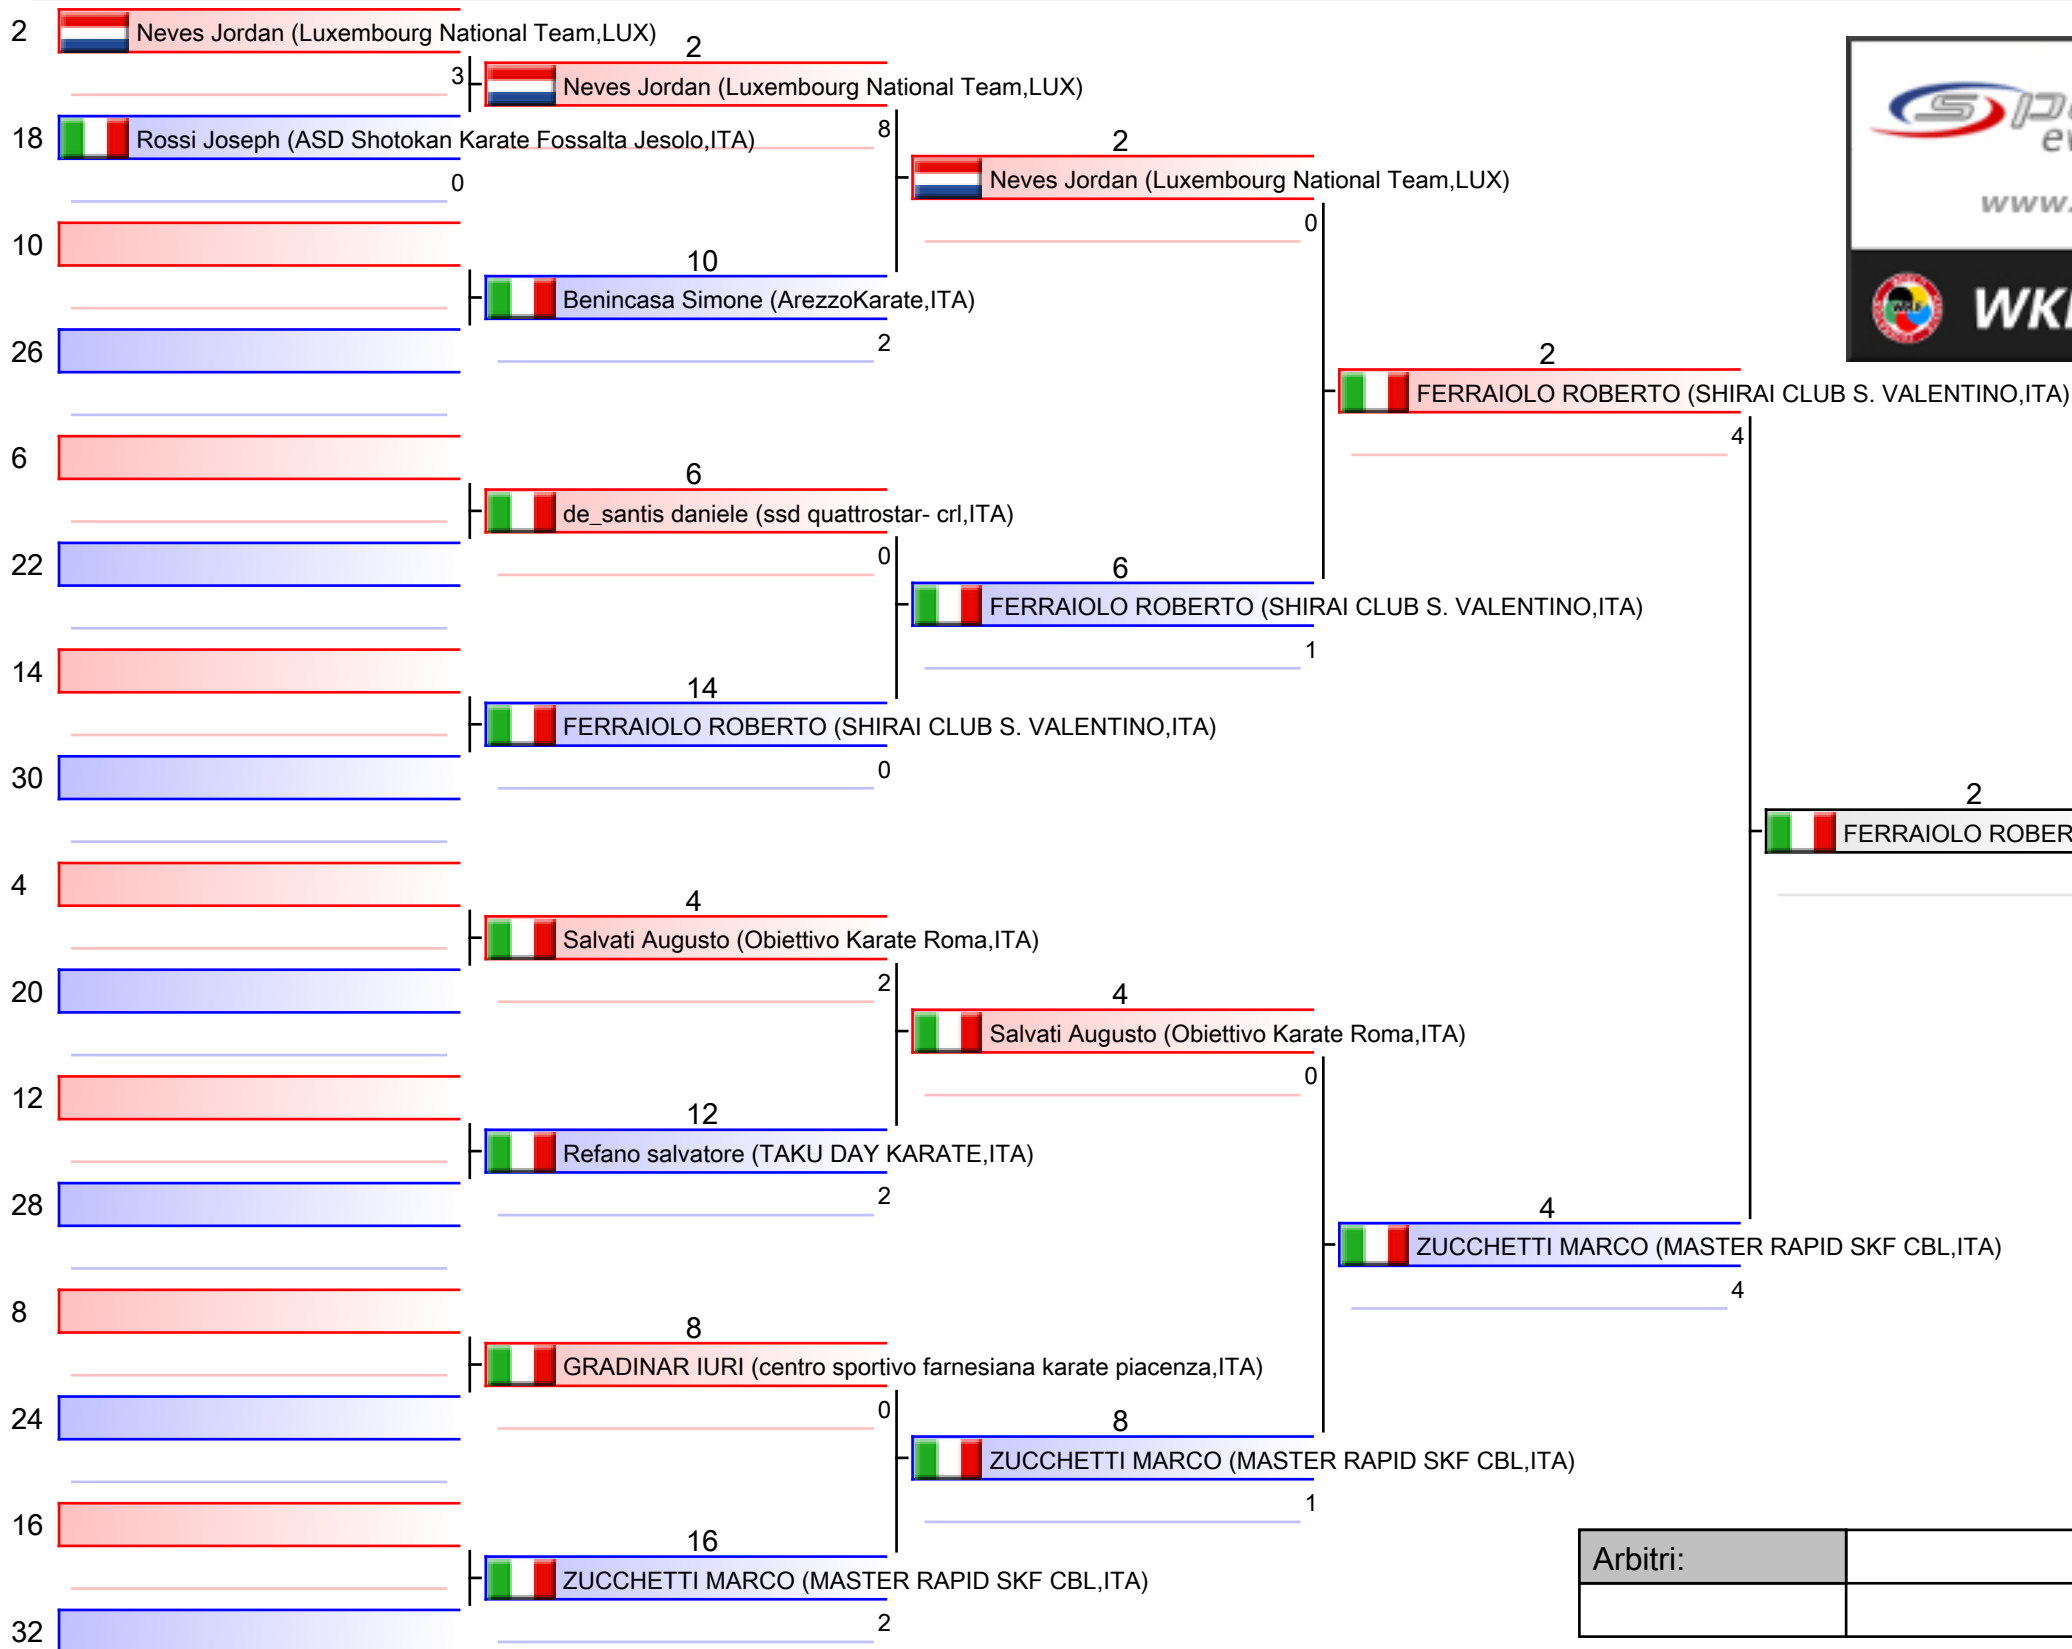 2 Neves Jordan (Luxembourg National Team,LUX)
2
3 Neves Jordan (Luxembourg National Team,LUX)
18 Rossi Joseph (ASD Shotokan Karate Fossalta Jesolo,ITA)
8
2
0
Neves Jordan (Luxembourg National Team,LUX)
www.
0
10
10
Benincasa Simone (ArezzoKarate,ITA)
WK
26
2
2
FERRAIOLO ROBERTO (SHIRAI CLUB S. VALENTINO,ITA)
4
6
6
de_santis daniele (ssd quattrostar- crl,ITA)
22
0
6
FERRAIOLO ROBERTO (SHIRAI CLUB S. VALENTINO,ITA)
1
14
14
FERRAIOLO ROBERTO (SHIRAI CLUB S. VALENTINO,ITA)
30
0
2
FERRAIOLO ROBER
4
4
Salvati Augusto (Obiettivo Karate Roma,ITA)
20
2
4
Salvati Augusto (Obiettivo Karate Roma,ITA)
0
12
12
Refano salvatore (TAKU DAY KARATE,ITA)
28
2
4
ZUCCHETTI MARCO (MASTER RAPID SKF CBL,ITA)
4
8
8
GRADINAR IURI (centro sportivo farnesiana karate piacenza,ITA)
24
0
8
ZUCCHETTI MARCO (MASTER RAPID SKF CBL,ITA)
1
16
16
Arbitri:
ZUCCHETTI MARCO (MASTER RAPID SKF CBL,ITA)
32
2